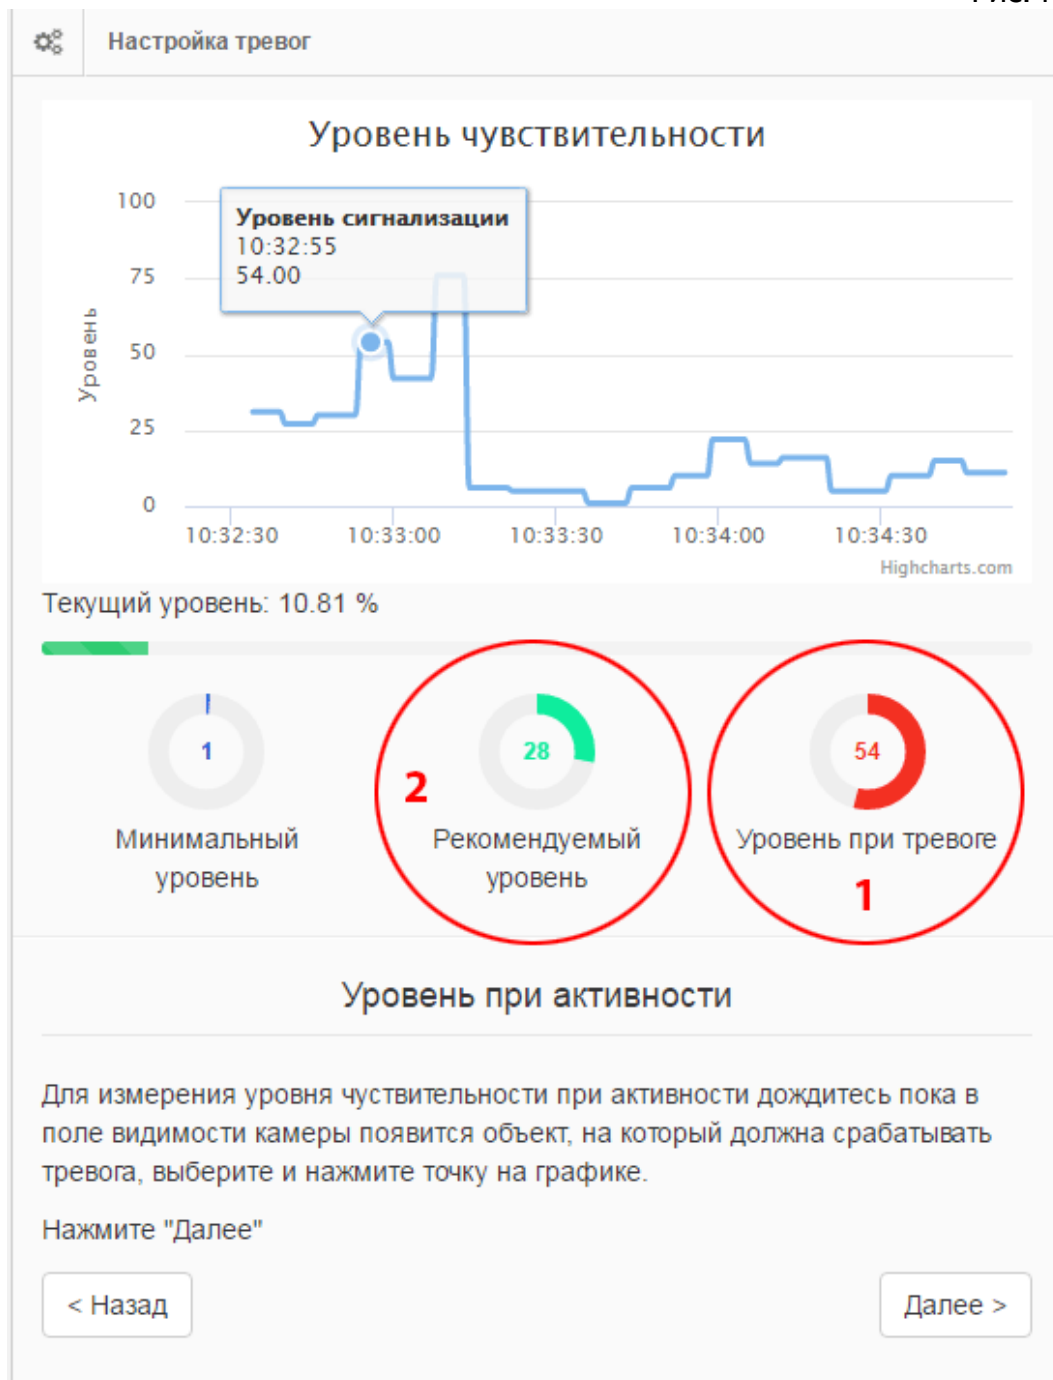 Настройка тревог
Уровень чувствительности
100
75
50
25
0
Уровень
Уровень сигнализации
10:32:55
54.00
10:32:30 10:33:00 10:33:30 10:34:00 10:34:30
Highcharts.com
Текущий уровень: 10.81 %
1 28 54
2
Минимальный уровень
Рекомендуемый уровень
Уровень при тревоге
1
Уровень при активности
Для измерения уровня чуствительности при активности дождитесь пока в
поле видимости камеры появится объект, на который должна срабатывать
тревога, выберите и нажмите точку на графике.
Нажмите "Далее"
< Назад
Далее >